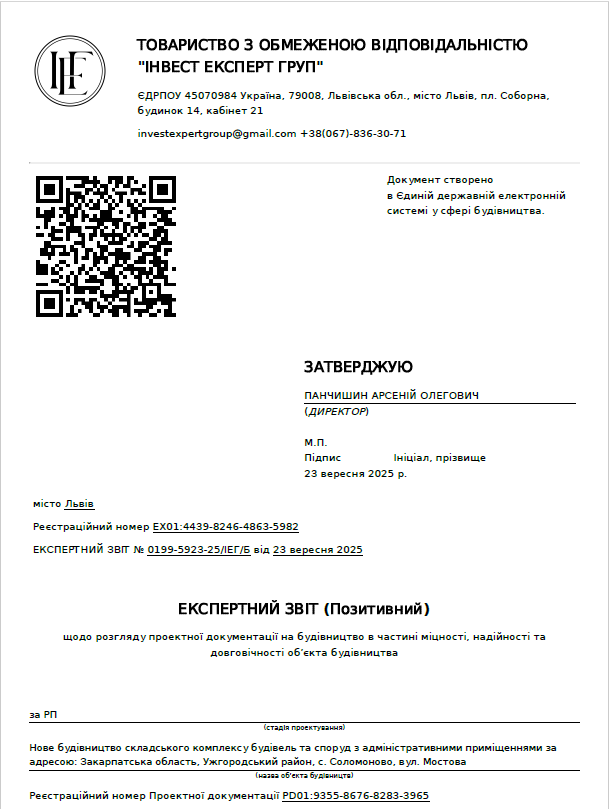 ІЕГ
ТОВАРИСТВО З ОБМЕЖЕНОЮ ВІДПОВІДАЛЬНІСТЮ
"ІНВЕСТ ЕКСПЕРТ ГРУП"
ЄДРПОУ 45070984 Україна, 79008, Львівська обл., місто Львів, пл. Соборна,
будинок 14, кабінет 21
investexpertgroup@gmail.com +38(067)-836-30-71
Документ створено
в Єдиній державній електронній
системі у сфері будівництва.
ЗАТВЕРДЖУЮ
ПАНЧИШИН АРСЕНІЙ ОЛЕГОВИЧ
(ДИРЕКТОР)
М.П.
Підпис Ініціал, прізвище
23 вересня 2025 р.
місто Львів
Реєстраційний номер EX01:4439-8246-4863-5982
ЕКСПЕРТНИЙ ЗВІТ № 0199-5923-25/ІЕГ/Б від 23 вересня 2025
ЕКСПЕРТНИЙ ЗВІТ (Позитивний)
щодо розгляду проектної документації на будівництво в частині міцності, надійності та
довговічності об'єкта будівництва
за РП
(стадія проектування)
Нове будівництво складського комплексу будівель та споруд з адміністративними приміщеннями за
адресою: Закарпатська область, Ужгородський район, с. Соломоново, вул. Мостова
(назва об'єкта будівництв)
Реєстраційний номер Проектної документації PD01:9355-8676-8283-3965